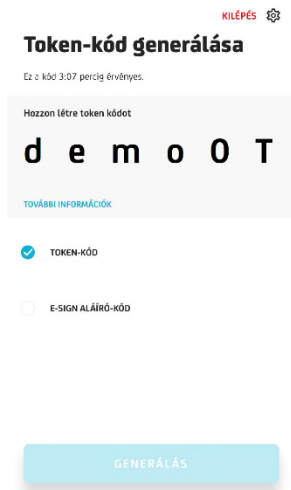 KILÉPÉS
Token-kód generálása
Ez a kód 3:07 percig érvényes.
Hozzon létre token kódot
d e m o 0 T
TOVÁBBI INFORMÁCIÓK
TOKEN-KÓD
E-SIGN ALÁÍRÓ-KÓD
GENERÁLÁS